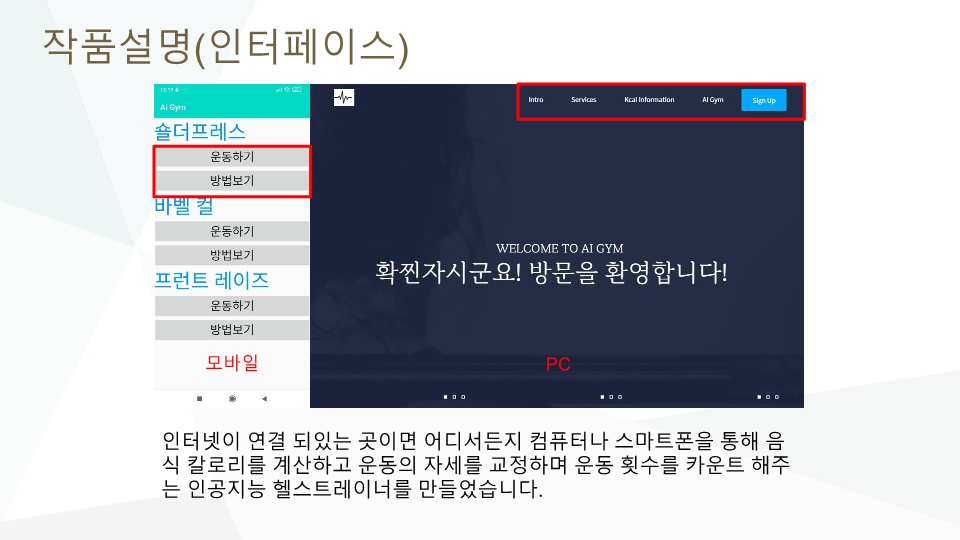 작품설명(인터페이스)
12:19
Ai Gym
숄더프레스
운동하기
방법보기
바벨 컬
운동하기
방법보기
프런트 레이즈
운동하기
방법보기
모바일
Intro Services Kcal Information AI Gym Sign Up
WELCOME TO AI GYM
확찐자시군요! 방문을 환영합니다!
PC
인터넷이 연결 되있는 곳이면 어디서든지 컴퓨터나 스마트폰을 통해 음
식 칼로리를 계산하고 운동의 자세를 교정하며 운동 횟수를 카운트 해주
는 인공지능 헬스트레이너를 만들었습니다.